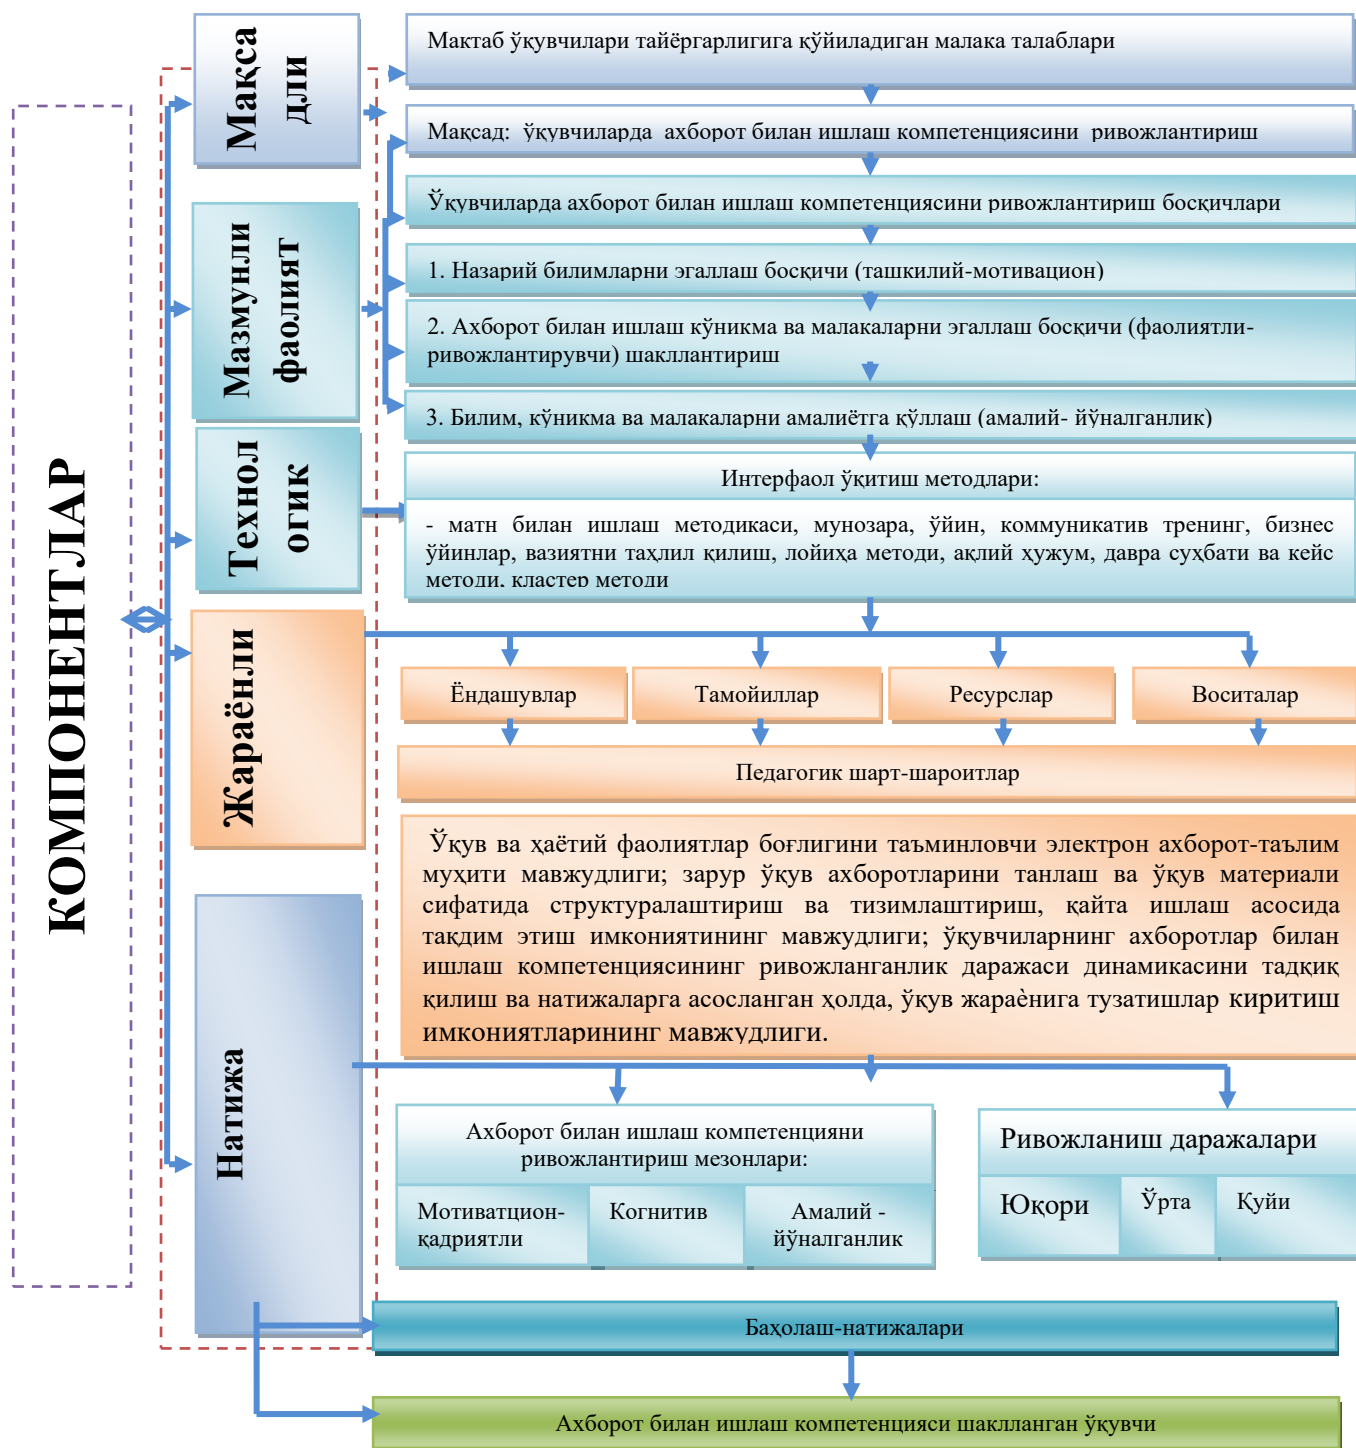 КОМПОНЕНТЛАР
Мақса
дли
Мактаб ўқувчилари тайёргарлигига қўйиладиган малака талаблари
Мақсад: ўқувчиларда ахборот билан ишлаш компетенциясини ривожлантириш
Мазмунли
фаолият
Ўқувчиларда ахборот билан ишлаш компетенциясини ривожлантириш босқичлари
1. Назарий билимларни эгаллаш босқичи (ташкилий-мотивацион)
2. Ахборот билан ишлаш кўникма ва малакаларни эгаллаш босқичи (фаолиятли-
ривожлантирувчи) шакллантириш
3. Билим, кўникма ва малакаларни амалиётга қўллаш (амалий- йўналганлик)
Технол
огик
Интерфаол ўқитиш методлари:
- матн билан ишлаш методикаси, мунозара, ўйин, коммуникатив тренинг, бизнес
ўйинлар, вазиятни таҳлил қилиш, лойиҳа методи, ақлий ҳужум, давра суҳбати ва кейс
методи, кластер методи
Жараёнли
Ёндашувлар
Тамойиллар
Ресурслар
Воситалар
Педагогик шарт-шароитлар
Ўқув ва ҳаётий фаолиятлар боғлигини таъминловчи электрон ахборот-таълим
муҳити мавжудлиги; зарур ўқув ахборотларини танлаш ва ўқув материали
сифатида структуралаштириш ва тизимлаштириш, қайта ишлаш асосида
тақдим этиш имкониятининг мавжудлиги; ўқувчиларнинг ахборотлар билан
ишлаш компетенциясининг ривожланганлик даражаси динамикасини тадқиқ
қилиш ва натижаларга асосланган ҳолда, ўқув жараѐнига тузатишлар киритиш
имкониятларининг мавжудлиги.
Натижа
Ахборот билан ишлаш компетенцияни
ривожлантириш мезонлари:
Мотиватцион-
қадриятли
Когнитив
Амалий -
йўналганлик
Ривожланиш даражалари
Юқори
Ўрта
Қуйи
Баҳолаш-натижалари
Ахборот билан ишлаш компетенцияси шаклланган ўқувчи